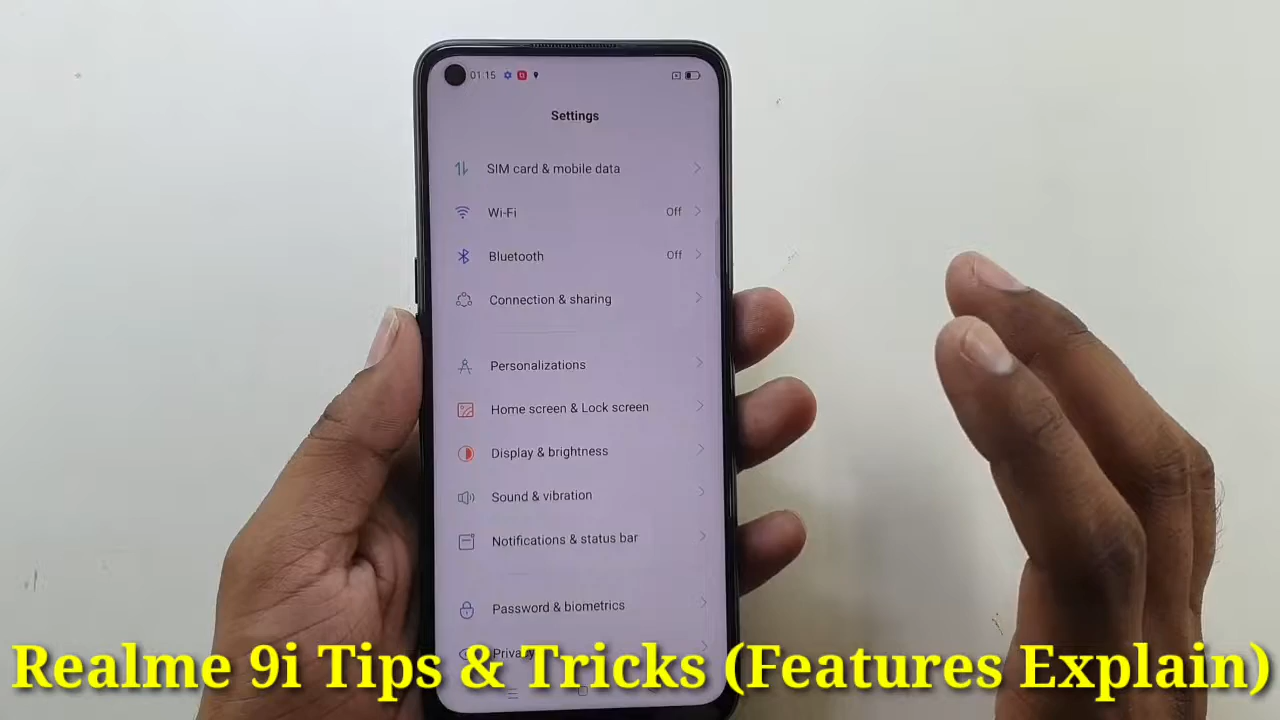 01:15
Settings
SIM card & mobile data
Wi-Fi Off
Bluetooth Off
Connection & sharing
Personalizations
Home screen & Lock screen
Display & brightness
Sound & vibration
Notifications & status bar
Password & biometrics
Privacy
Realme 9i Tips & Tricks (Features Explain)